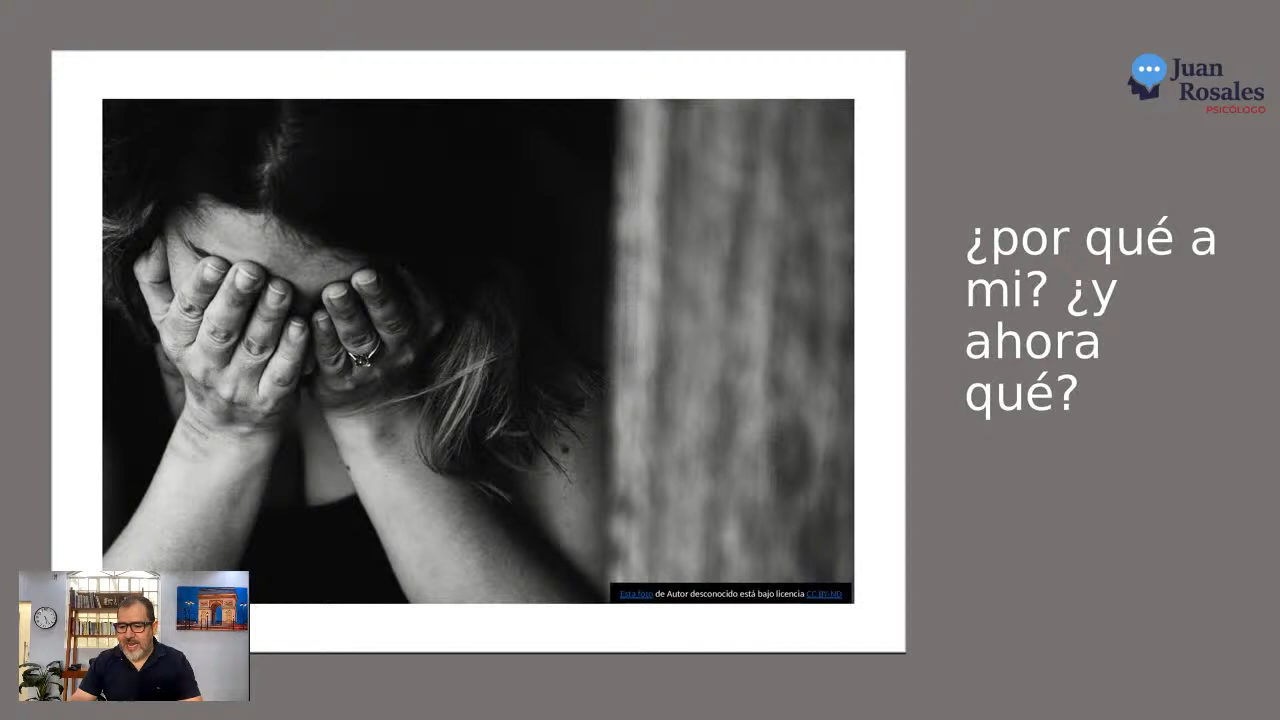 Juan
Rosales
PSICÓLOGO
¿por qué a
mi? ¿y
ahora
qué?
Esta foto de Autor desconocido está bajo licencia CC BY-ND